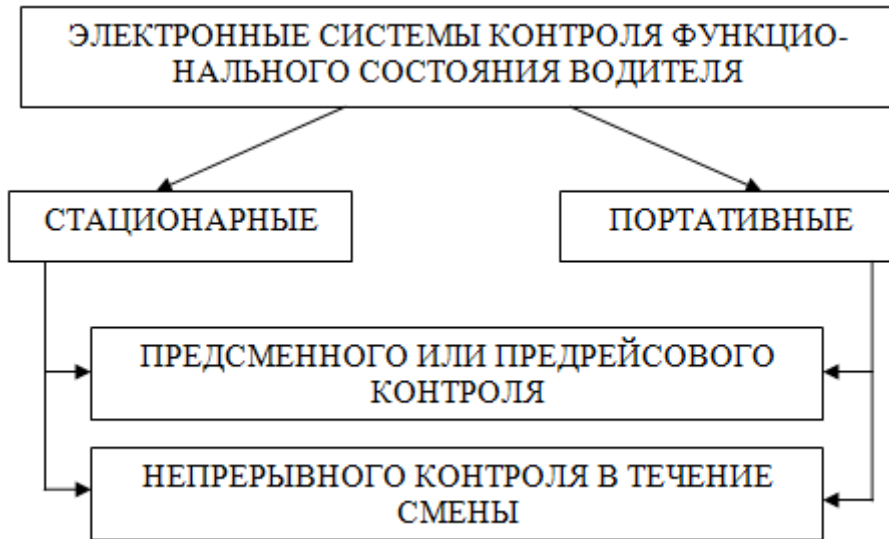 ЭЛЕКТРОННЫЕ СИСТЕМЫ КОНТРОЛЯ ФУНКЦИО-
НАЛЬНОГО СОСТОЯНИЯ ВОДИТЕЛЯ
СТАЦИОНАРНЫЕ
ПОРТАТИВНЫЕ
ПРЕДСМЕННОГО ИЛИ ПРЕДРЕЙСОВОГО
КОНТРОЛЯ
НЕПРЕРЫВНОГО КОНТРОЛЯ В ТЕЧЕНИЕ
СМЕНЫ